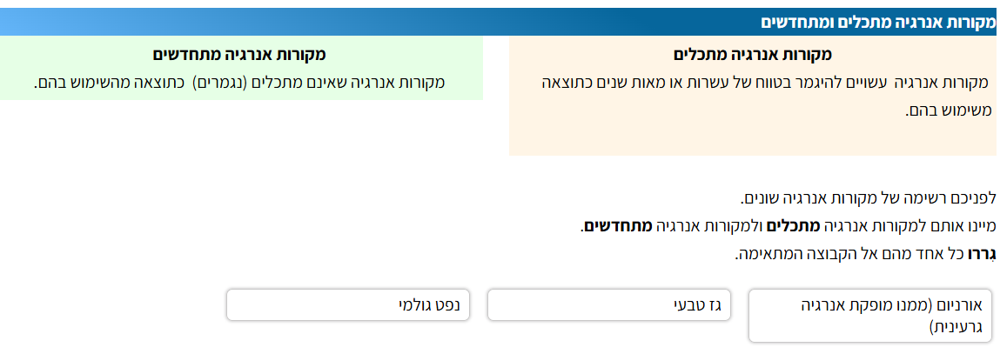 מקורות אנרגיה מתכלים ומתחדשים
מקורות אנרגיה מתכלים
מקורות אנרגיה עשויים להיגמר בטווח של עשרות או מאות שנים כתוצאה
משימוש בהם.
מקורות אנרגיה מתחדשים
מקורות אנרגיה שאינם מתכלים (נגמרים) כתוצאה מהשימוש בהם.
לפניכם רשימה של מקורות אנרגיה שונים.
מיינו אותם למקורות אנרגיה מתכלים ולמקורות אנרגיה מתחדשים.
גִררו כל אחד מהם אל הקבוצה המתאימה.
אורניום (ממנו מופקת אנרגיה
גרעינית)
גז טבעי
נפט גולמי